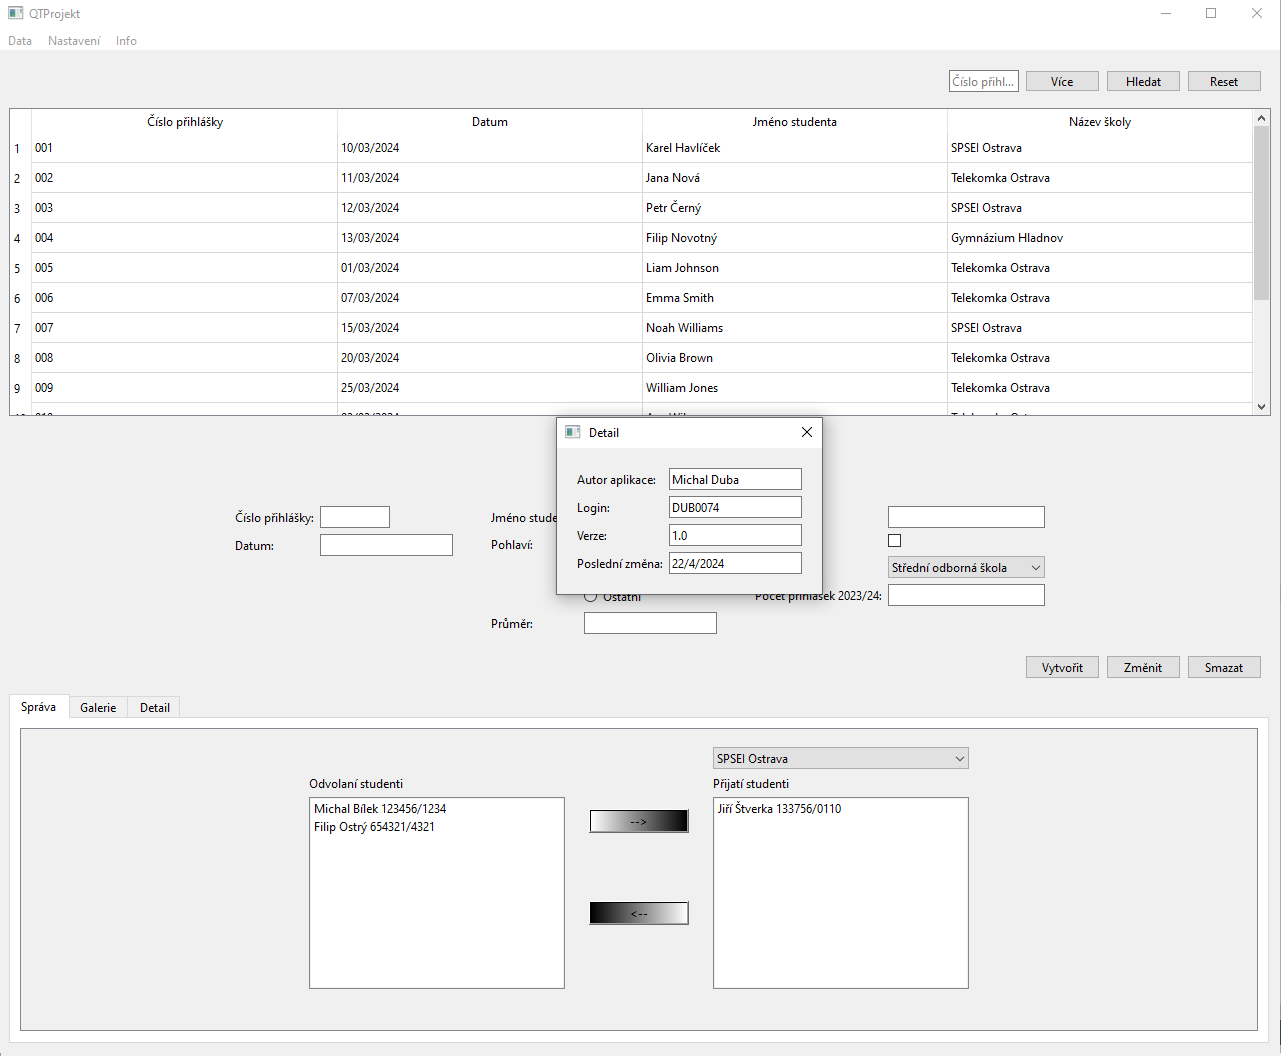 QTProjekt
Data Nastavení Info
Číslo přihl... Více Hledat Reset
Číslo přihlášky Datum Jméno studenta Název školy
1 001 10/03/2024 Karel Havlíček SPSEI Ostrava
2 002 11/03/2024 Jana Nová Telekomka Ostrava
3 003 12/03/2024 Petr Černý SPSEI Ostrava
4 004 13/03/2024 Filip Novotný Gymnázium Hladnov
5 005 01/03/2024 Liam Johnson Telekomka Ostrava
6 006 07/03/2024 Emma Smith Telekomka Ostrava
7 007 15/03/2024 Noah Williams SPSEI Ostrava
8 008 20/03/2024 Olivia Brown Telekomka Ostrava
9 009 25/03/2024 William Jones Telekomka Ostrava
Detail
Autor aplikace: Michal Duba
Login: DUB0074
Verze: 1.0
Poslední změna: 22/4/2024
Číslo přihlášky: Jméno stude
Datum: Pohlaví:
Střední odborná škola
Ostatní Počet přihlášek 2023/24:
Průměr:
Vytvořit Změnit Smazat
Správa Galerie Detail
SPSEI Ostrava
Odvolaní studenti Přijatí studenti
Michal Bílek 123456/1234 --> Jiří Štverka 133756/0110
Filip Ostrý 654321/4321
<--